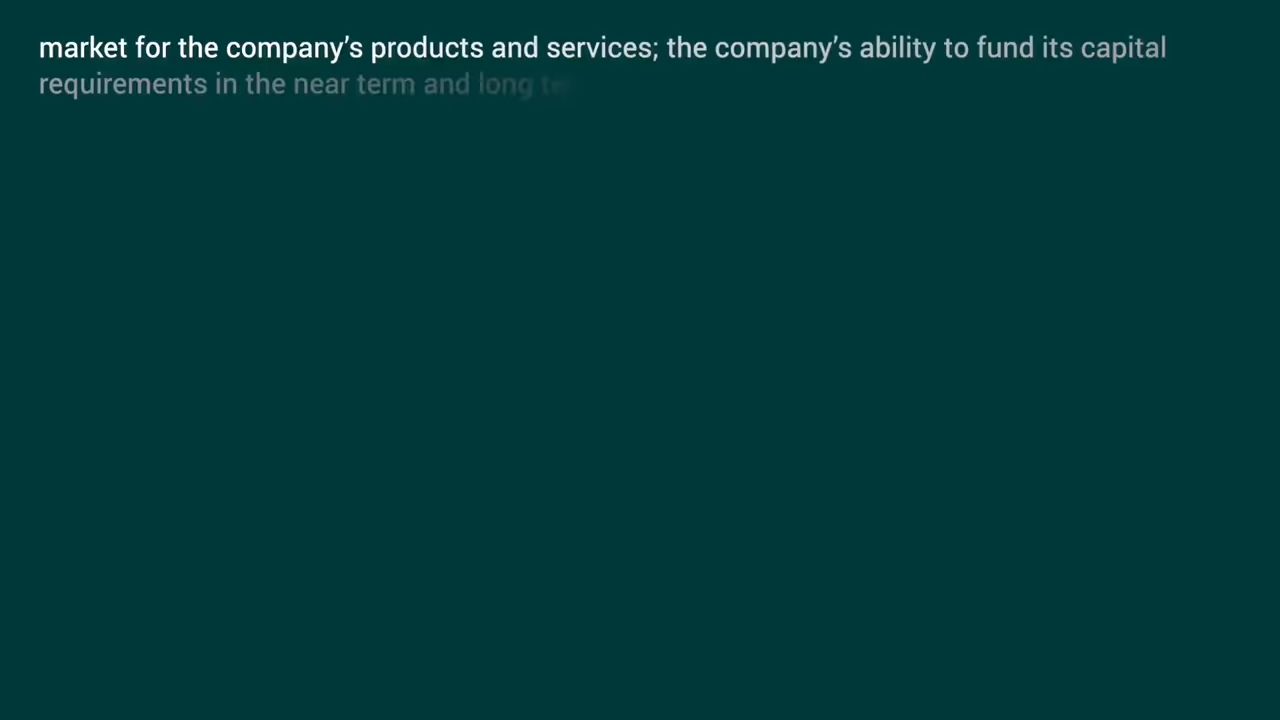 market for the company’s products and services; the company’s ability to fund its capital
requirements in the near term and long